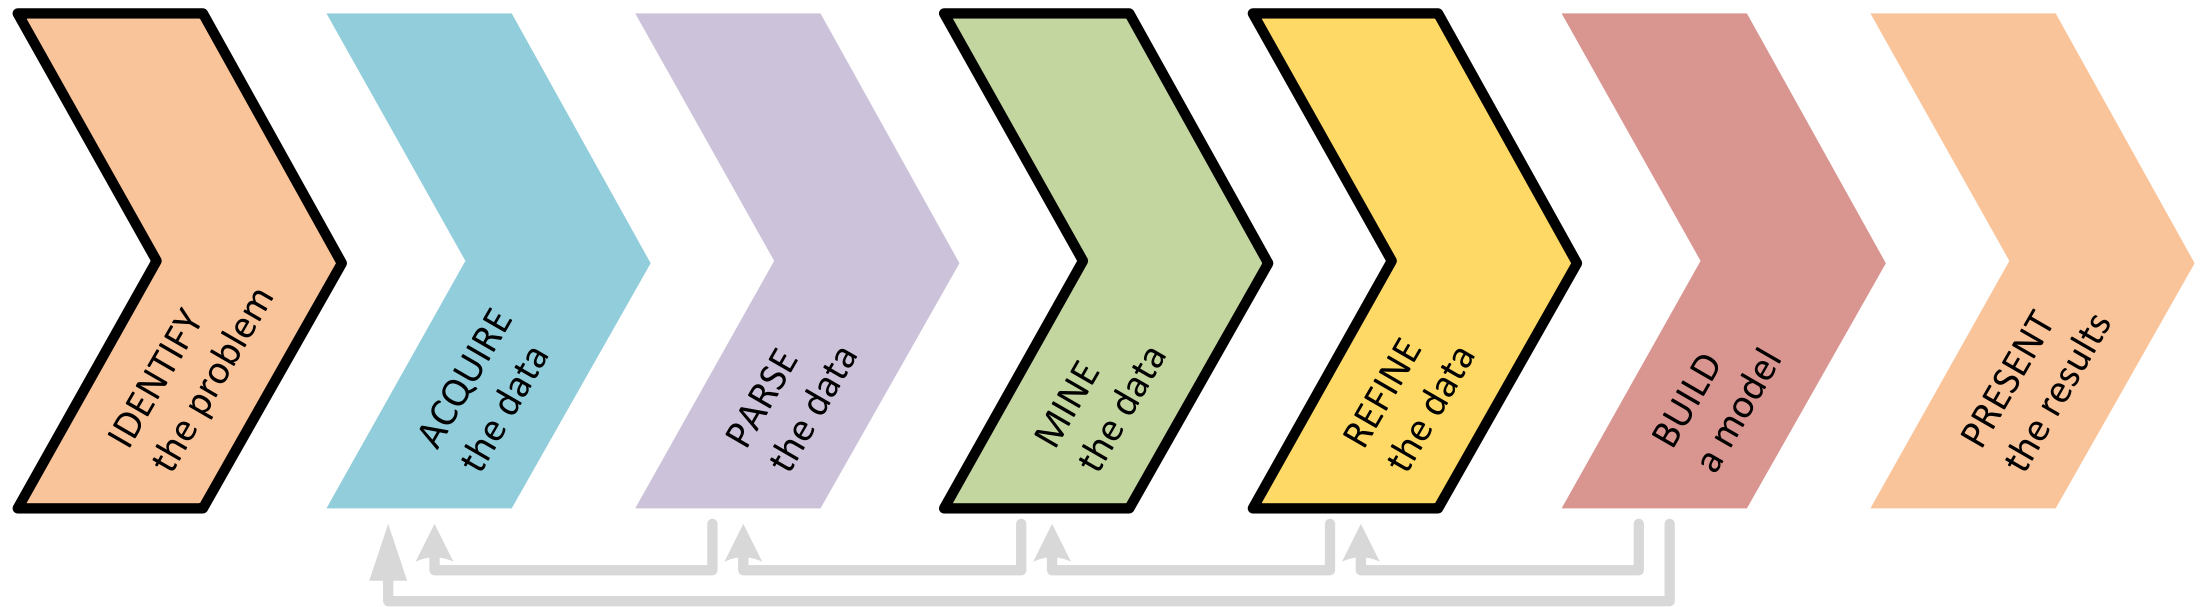 IDENTIFY
the problem
ACQUIRE
the data
PARSE
the data
MINE
the data
REFINE
the data
BUILD
a model
PRESENT
the results